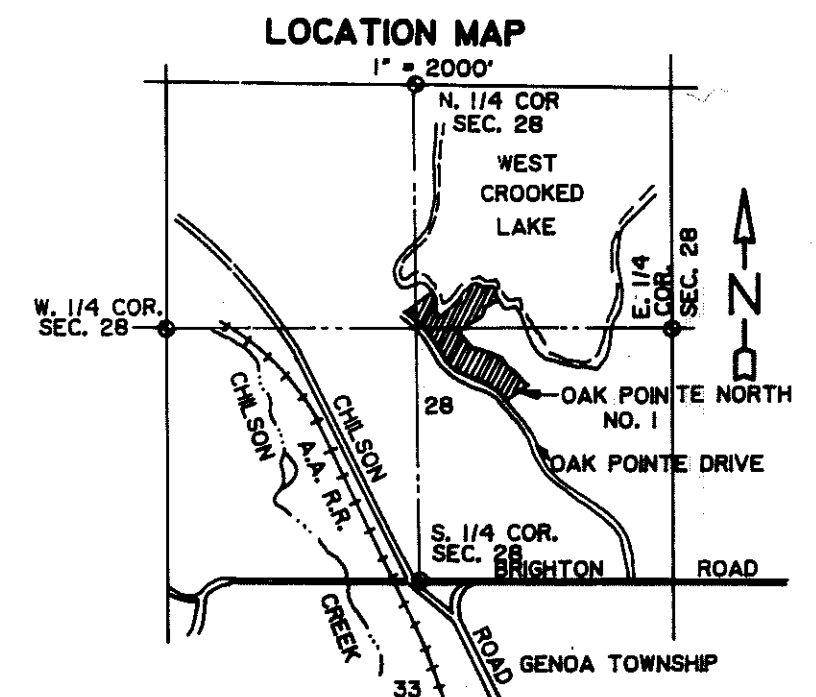 LOCATION MAP
1" = 2000'
N. 1/4 COR
SEC. 28
WEST
CROOKED
LAKE
E. 1/4
COR.
SEC. 28
N
W. 1/4 COR.
SEC. 28
OAK POINTE NORTH
NO. 1
28
CHILSON
CHILSON
A.A. R.R.
OAK POINTE DRIVE
S. 1/4 COR.
SEC. 28
BRIGHTON ROAD
CREEK
ROAD
GENOA TOWNSHIP
33